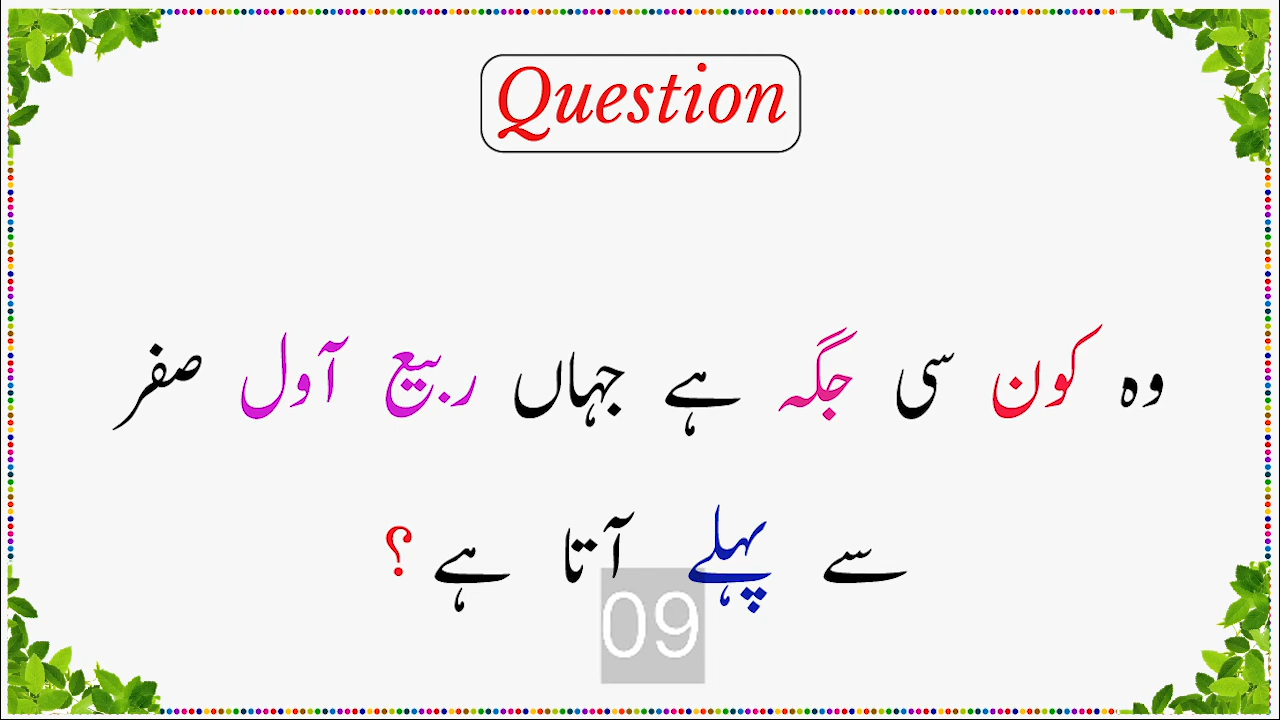 Question
وہ کون سی جگہ ہے جہاں ربیع آول صفر
سے پہلے آتا ہے ؟
09